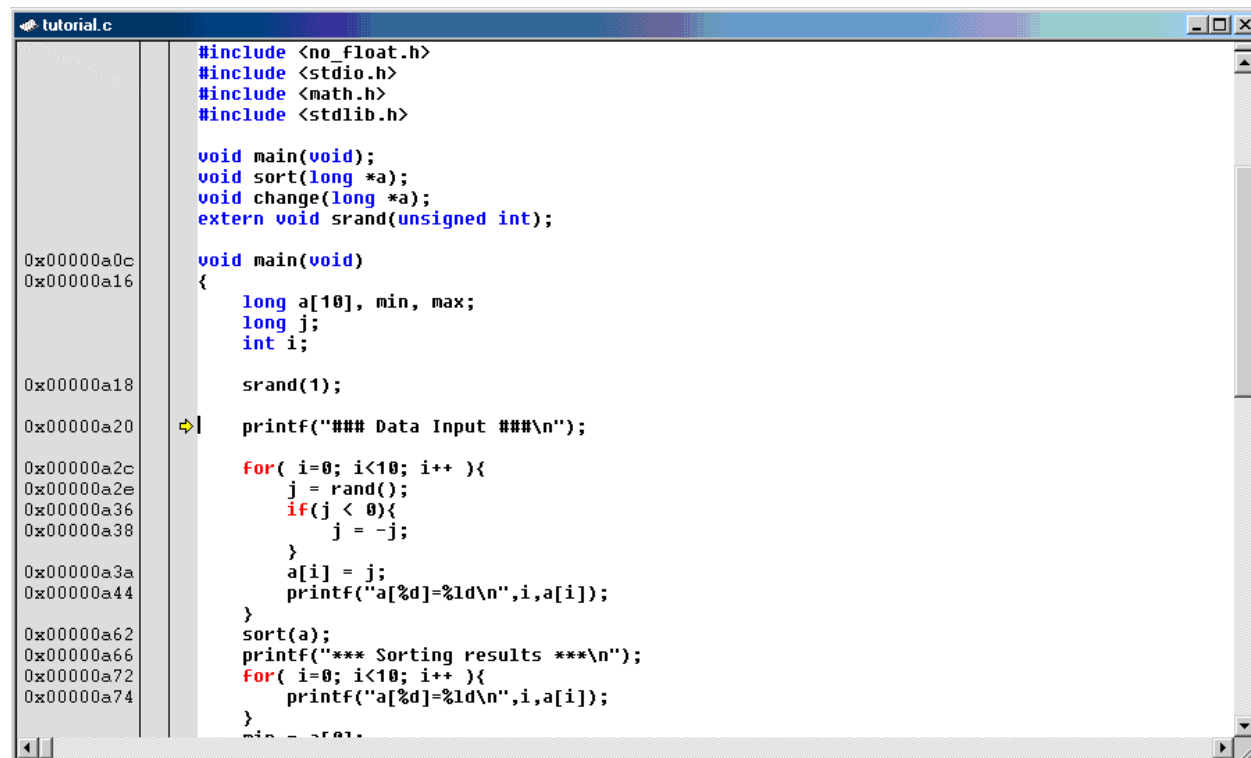 tutorial.c
#include <no_float.h>
#include <stdio.h>
#include <math.h>
#include <stdlib.h>
void main(void);
void sort(long *a);
void change(long *a);
extern void srand(unsigned int);
0x00000a0c void main(void)
0x00000a16 {
long a[10], min, max;
long j;
int i;
0x00000a18 srand(1);
0x00000a20 printf("### Data Input ###\n");
0x00000a2c for( i=0; i<10; i++ ){
0x00000a2e j = rand();
0x00000a36 if(j < 0){
0x00000a38 j = -j;
}
0x00000a3a a[i] = j;
0x00000a44 printf("a[%d]=%ld\n",i,a[i]);
}
0x00000a62 sort(a);
0x00000a66 printf("*** Sorting results ***\n");
0x00000a72 for( i=0; i<10; i++ ){
0x00000a74 printf("a[%d]=%ld\n",i,a[i]);
}
min = a[0];